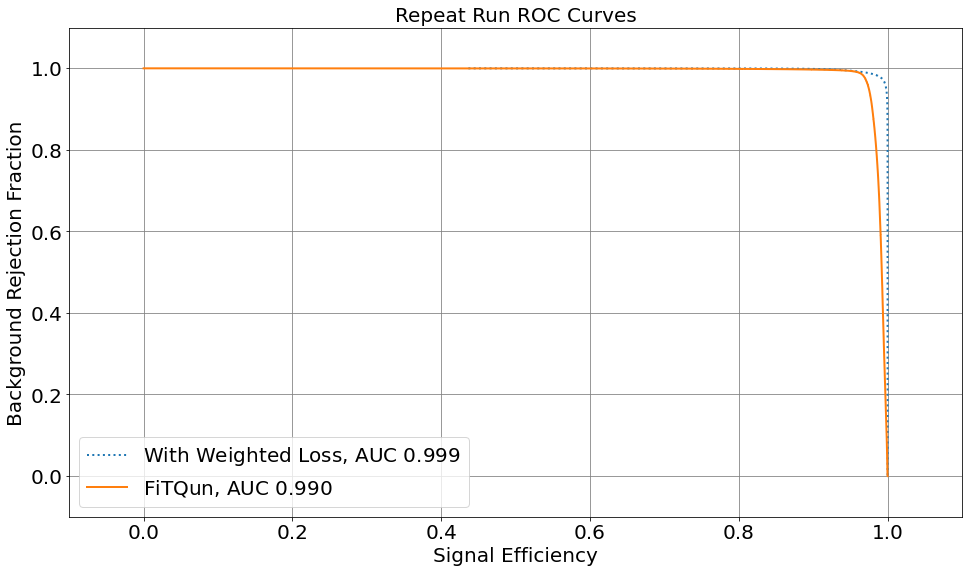 Repeat Run ROC Curves
Background Rejection Fraction
1.0
0.8
0.6
0.4
0.2
0.0
With Weighted Loss, AUC 0.999
FiTQun, AUC 0.990
0.0 0.2 0.4 0.6 0.8 1.0
Signal Efficiency